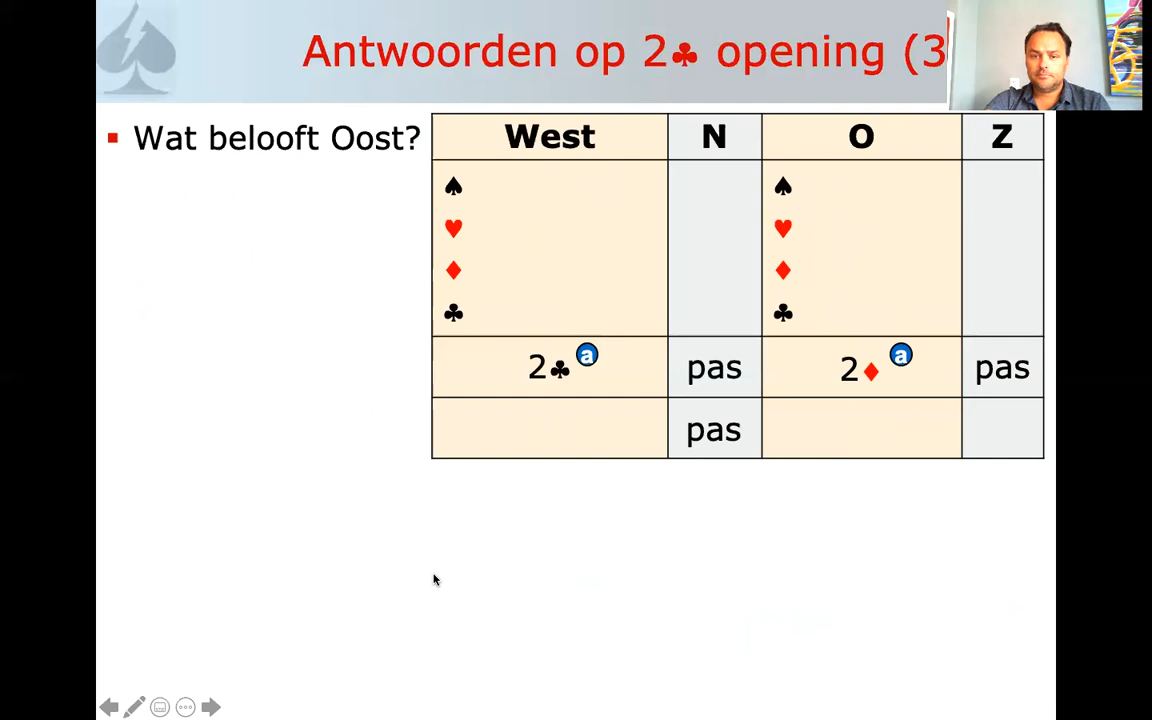 Antwoorden op 2♣ opening (3
▪ Wat belooft Oost?
West N O Z
♠ ♠
♥ ♥
♦ ♦
♣ ♣
2♣ a pas 2♦ a pas
pas